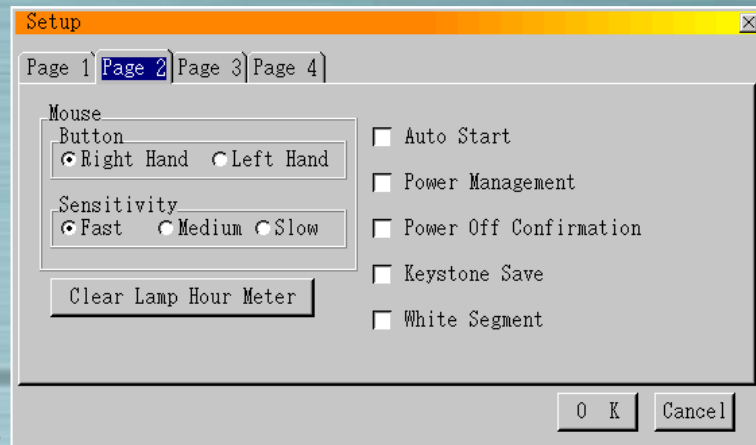 Setup
Page 1 Page 2 Page 3 Page 4
Mouse
Button
Right Hand Left Hand
Sensitivity
Fast Medium Slow
Clear Lamp Hour Meter
Auto Start
Power Management
Power Off Confirmation
Keystone Save
White Segment
O K Cancel